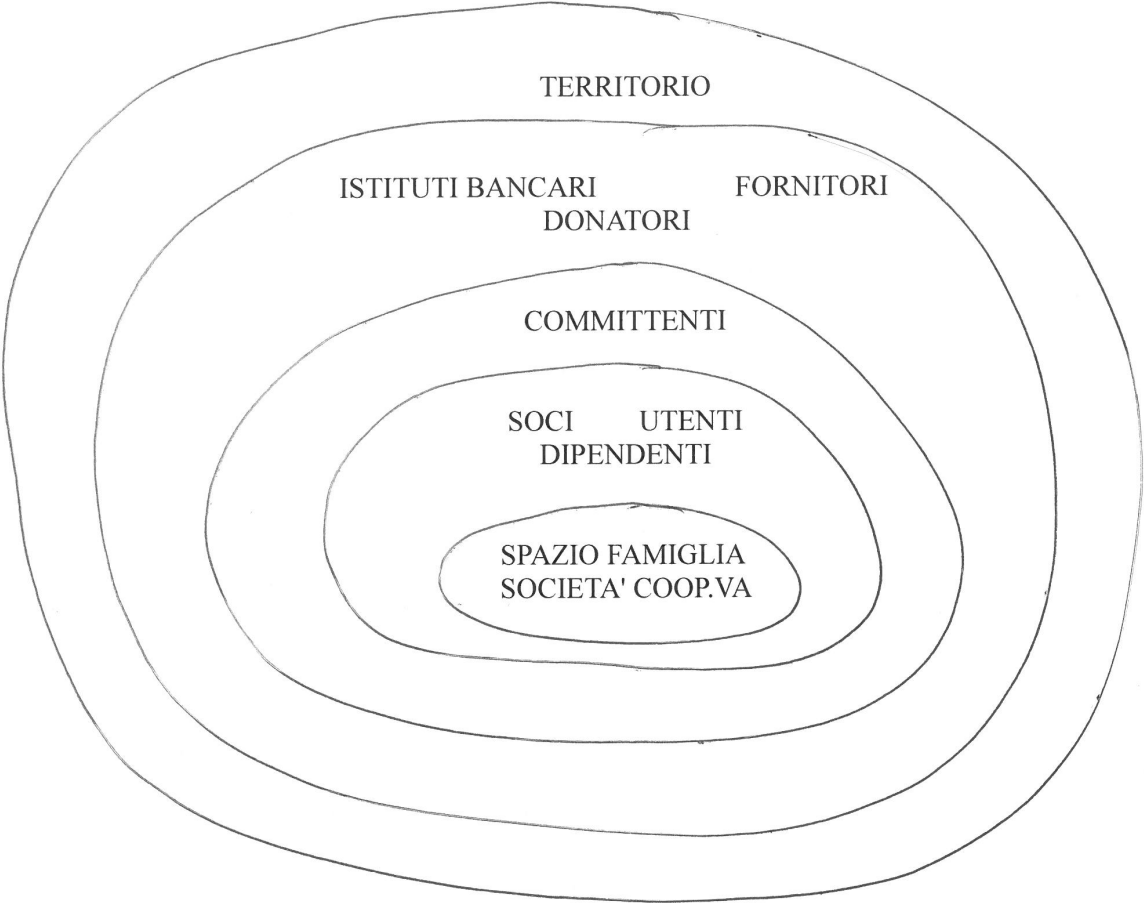 TERRITORIO
ISTITUTI BANCARI FORNITORI
DONATORI
COMMITTENTI
SOCI UTENTI
DIPENDENTI
SPAZIO FAMIGLIA
SOCIETA' COOP.VA